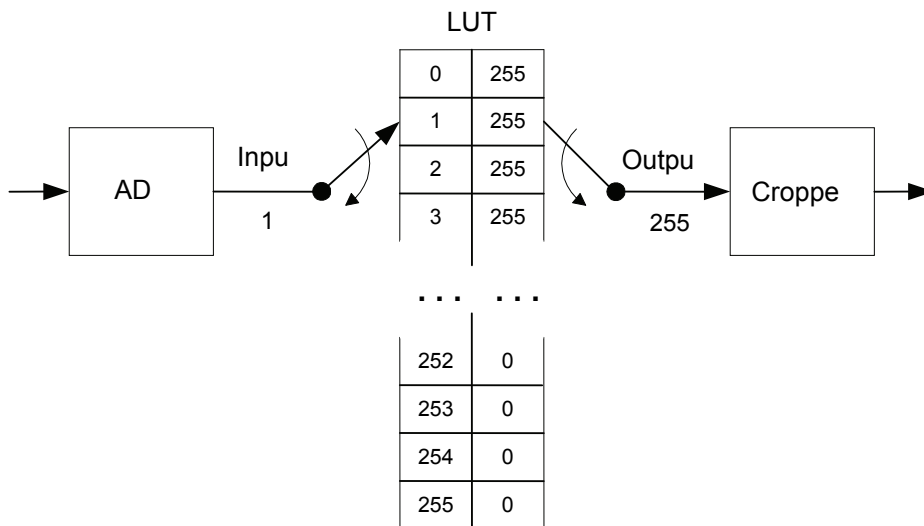 LUT
0 255
1 255
2 255
3 255
AD
Inpu
1
Outpu
255
Croppe
. . . . . .
252 0
253 0
254 0
255 0